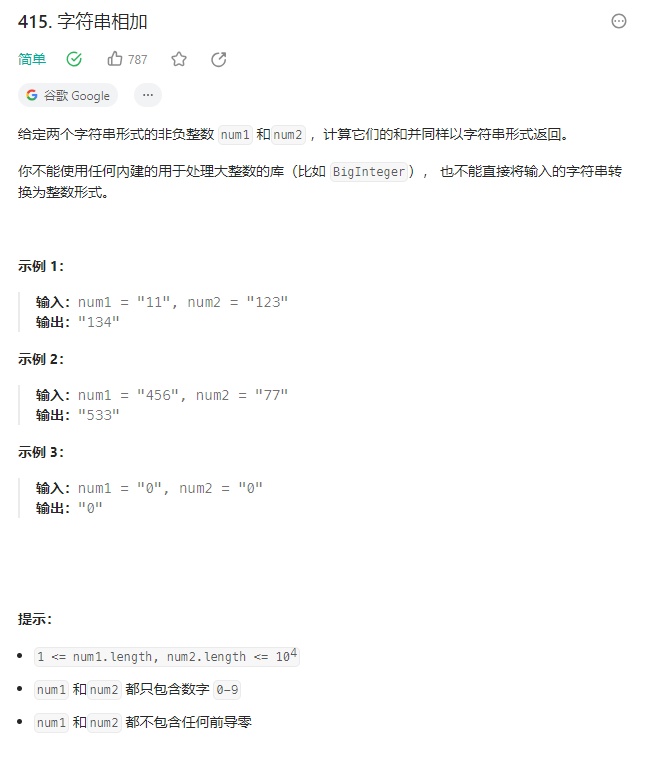 415. 字符串相加
简单 787
谷歌 Google ...
给定两个字符串形式的非负整数 num1 和num2 ，计算它们的和并同样以字符串形式返回。
你不能使用任何内建的用于处理大整数的库（比如 BigInteger）， 也不能直接将输入的字符串转
换为整数形式。
示例 1：
输入：num1 = "11", num2 = "123"
输出："134"
示例 2：
输入：num1 = "456", num2 = "77"
输出："533"
示例 3：
输入：num1 = "0", num2 = "0"
输出："0"
提示：
• 1 <= num1.length, num2.length <= 10⁴
• num1 和num2 都只包含数字 0-9
• num1 和num2 都不包含任何前导零